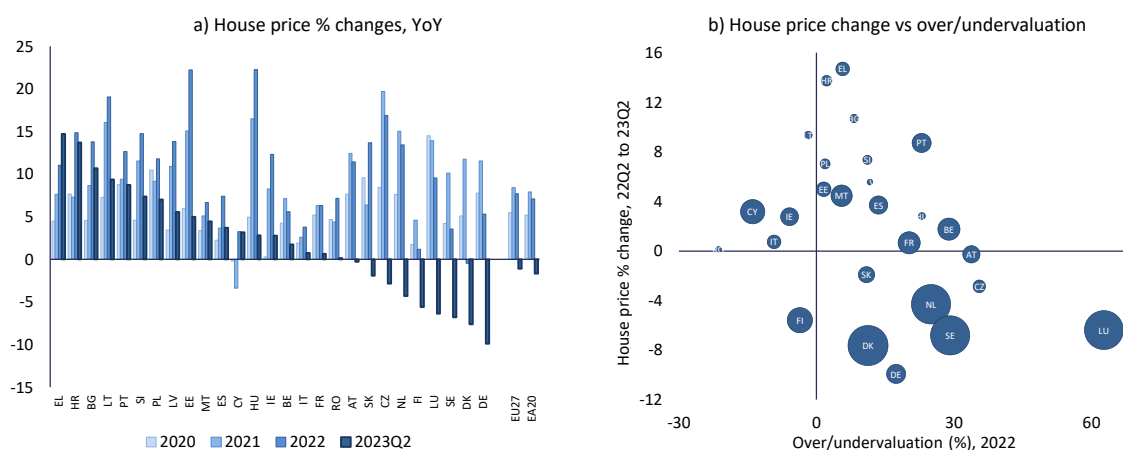 a) House price % changes, YoY
25
20
15
10
5
0
-5
-10
-15
EL HR BG LT PT SI PL LV EE MT ES CY HU IE BE IT FR RO AT SK CZ NL FI LU SE DK DE EU27 EA20
2020 2021 2022 2023Q2
b) House price change vs over/undervaluation
House price % change, 22Q2 to 23Q2
16
12
8
4
0
-4
-8
-12
EL
HR
BG
PT
SI
PL
EE
MT
ES
CY
IE
BE
IT
FR
AT
SK
CZ
NL
FI
SE
LU
DK
DE
-30 0 30 60
Over/undervaluation (%), 2022